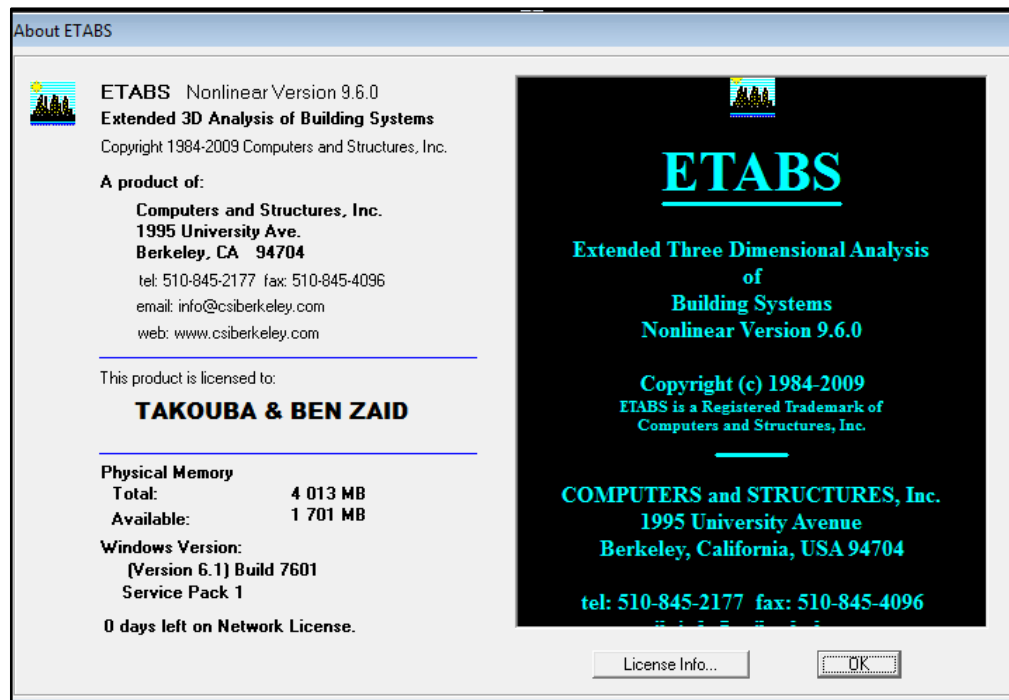 About ETABS
ETABS Nonlinear Version 9.6.0
Extended 3D Analysis of Building Systems
Copyright 1984-2009 Computers and Structures, Inc.
A product of:
Computers and Structures, Inc.
1995 University Ave.
Berkeley, CA 94704
tel: 510-845-2177 fax: 510-845-4096
email: info@csiberkeley.com
web: www.csiberkeley.com
This product is licensed to:
TAKOUBA & BEN ZAID
Physical Memory
Total: 4 013 MB
Available: 1 701 MB
Windows Version:
(Version 6.1) Build 7601
Service Pack 1
0 days left on Network License.
ETABS
Extended Three Dimensional Analysis
of
Building Systems
Nonlinear Version 9.6.0
Copyright (c) 1984-2009
ETABS is a Registered Trademark of
Computers and Structures, Inc.
COMPUTERS and STRUCTURES, Inc.
1995 University Avenue
Berkeley, California, USA 94704
tel: 510-845-2177 fax: 510-845-4096
License Info...
OK